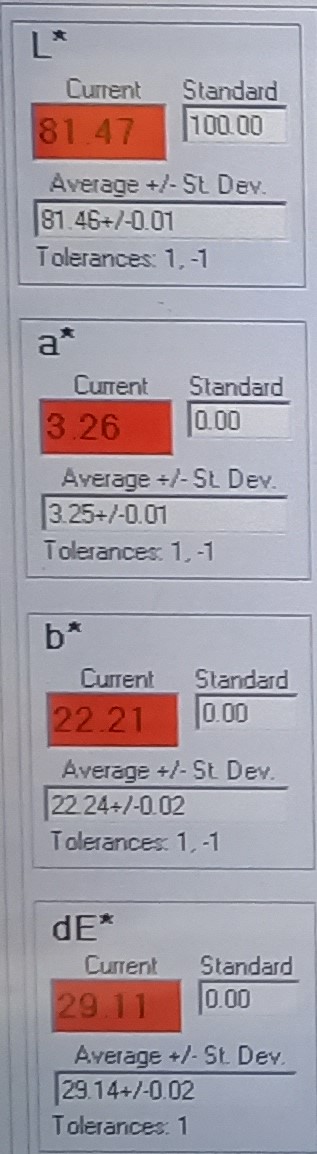 L*
Current Standard
81.47 100.00
Average +/- St. Dev.
81.46+/-0.01
Tolerances: 1, -1
a*
Current Standard
3.26 0.00
Average +/- St. Dev.
3.25+/-0.01
Tolerances: 1, -1
b*
Current Standard
22.21 0.00
Average +/- St. Dev.
22.24+/-0.02
Tolerances: 1, -1
dE*
Current Standard
29.11 0.00
Average +/- St. Dev.
29.14+/-0.02
Tolerances: 1